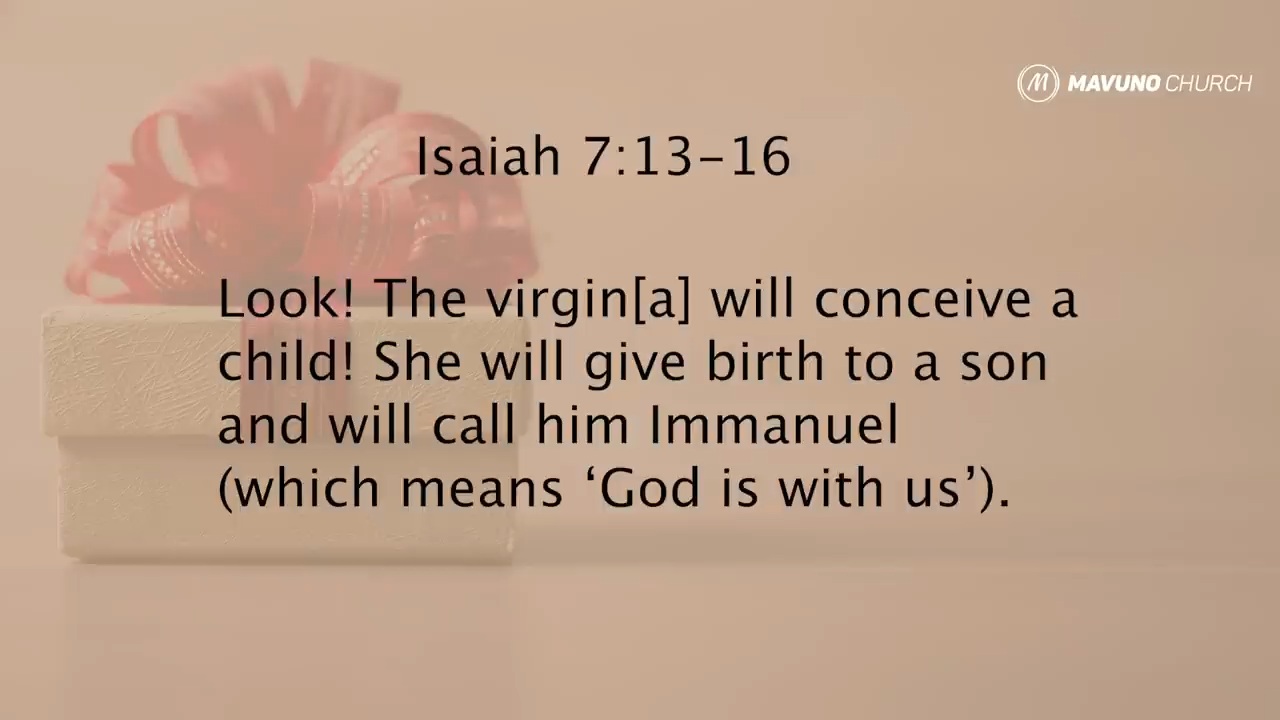 MAVUNO CHURCH
Isaiah 7:13–16
Look! The virgin[a] will conceive a
child! She will give birth to a son
and will call him Immanuel
(which means ‘God is with us’).